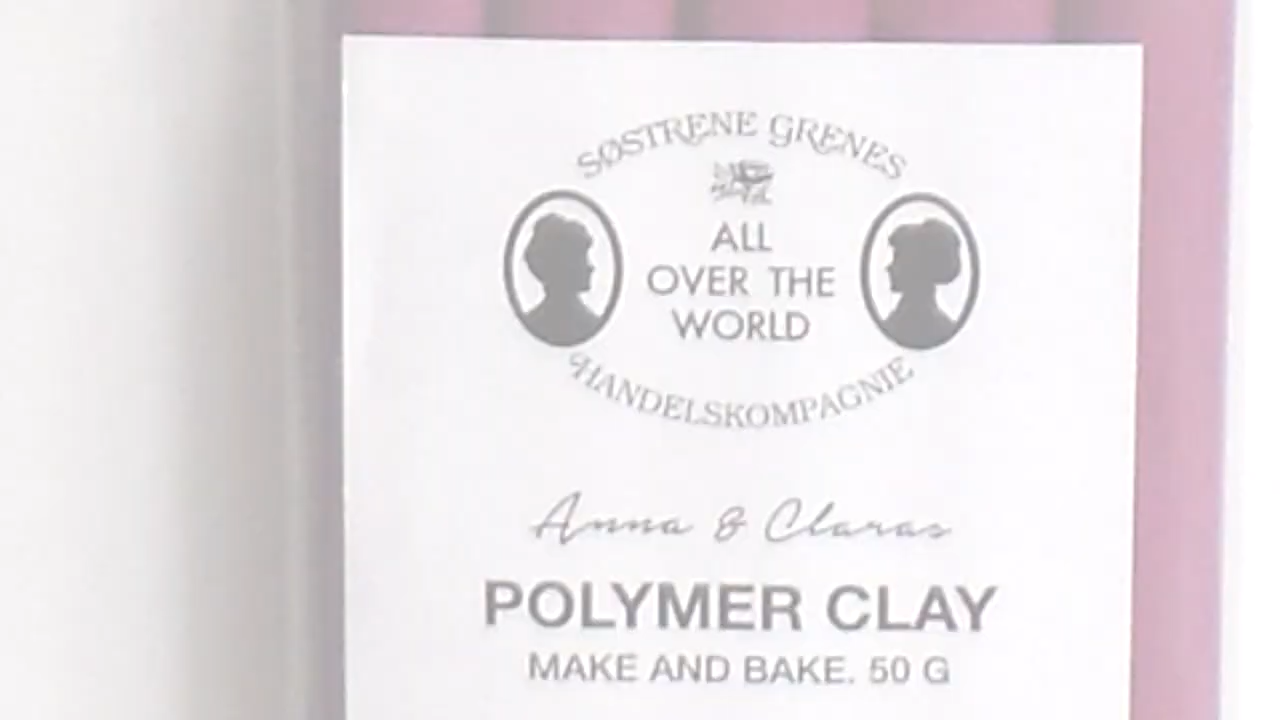 SØSTRENE GRENES
ALL
OVER THE
WORLD
HANDELSKOMPAGNIE
Anna & Claras
POLYMER CLAY
MAKE AND BAKE. 50 G